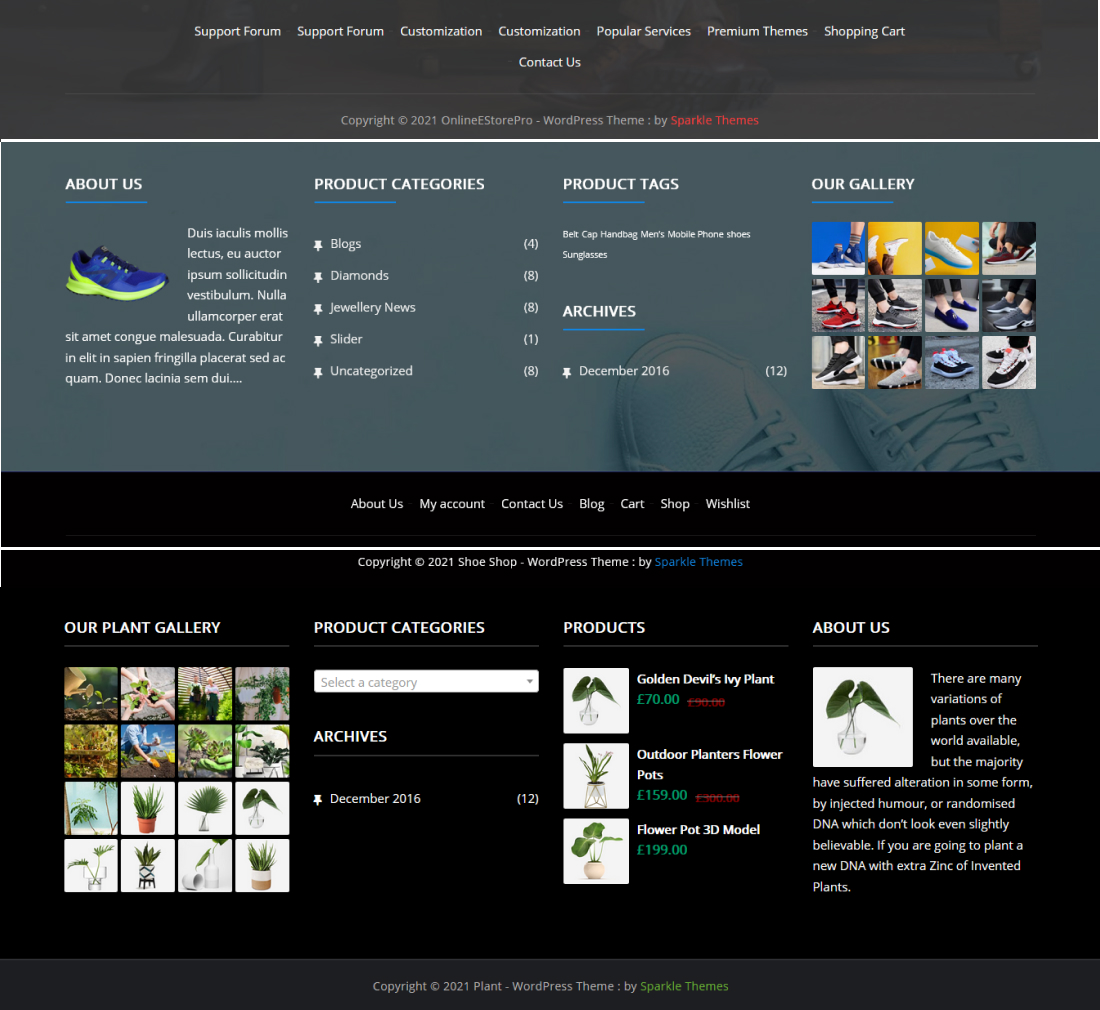 Support Forum Support Forum Customization Customization Popular Services Premium Themes Shopping Cart
Contact Us
Copyright © 2021 OnlineEStorePro - WordPress Theme : by Sparkle Themes
ABOUT US
Duis iaculis mollis
lectus, eu auctor
ipsum sollicitudin
vestibulum. Nulla
ullamcorper erat
sit amet congue malesuada. Curabitur
in elit in sapien fringilla placerat sed ac
quam. Donec lacinia sem dui....
PRODUCT CATEGORIES
Blogs (4)
Diamonds (8)
Jewellery News (8)
Slider (1)
Uncategorized (8)
PRODUCT TAGS
Belt Cap Handbag Men's Mobile Phone shoes
Sunglasses
ARCHIVES
December 2016 (12)
OUR GALLERY
About Us My account Contact Us Blog Cart Shop Wishlist
Copyright © 2021 Shoe Shop - WordPress Theme : by Sparkle Themes
OUR PLANT GALLERY
PRODUCT CATEGORIES
Select a category
ARCHIVES
December 2016 (12)
PRODUCTS
Golden Devil's Ivy Plant
£70.00 £90.00
Outdoor Planters Flower
Pots
£159.00 £300.00
Flower Pot 3D Model
£199.00
ABOUT US
There are many
variations of
plants over the
world available,
but the majority
have suffered alteration in some form,
by injected humour, or randomised
DNA which don't look even slightly
believable. If you are going to plant a
new DNA with extra Zinc of Invented
Plants.
Copyright © 2021 Plant - WordPress Theme : by Sparkle Themes